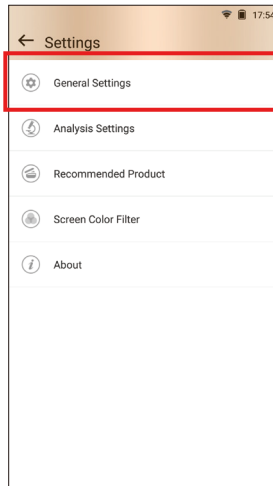 17:54
Settings
General Settings
Analysis Settings
Recommended Product
Screen Color Filter
About